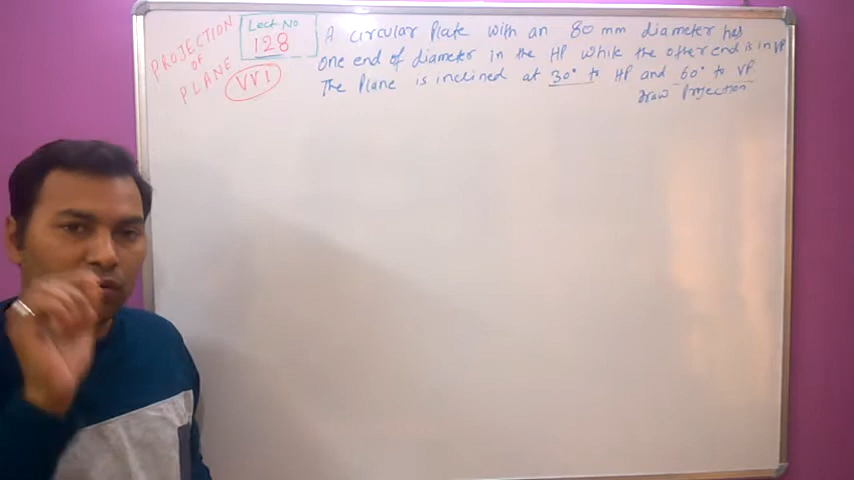 PROJECTION
OF
PLANE
Lect No
128
VVI
A circular Plate with an 80 mm diameter has
one end of diameter in the HP while the other end is in VP
The Plane is inclined at 30° to HP and 60° to VP
Draw Projection